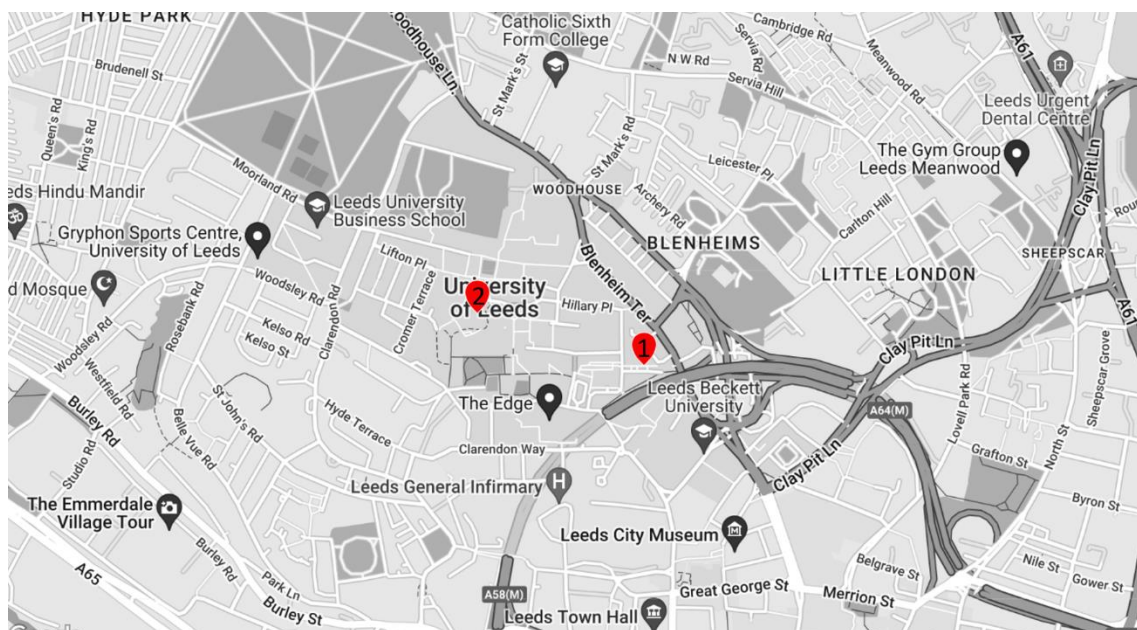 HYDE PARK
Woodhouse Ln
Catholic Sixth
Form College
N W Rd
Cambridge Rd
Servia Rd
Servia Hill
Meanwood Rd
A61
Leeds Urgent
Dental Centre
Brudenell St
Queen's Rd
King's Rd
St Mark's St
St Mark's Rd
Leicester Pl
The Gym Group
Leeds Meanwood
Clay Pit Ln
Moorland Rd
eds Hindu Mandir
Leeds University
Business School
WOODHOUSE
Archery Rd
Carlton Hill
Gryphon Sports Centre,
University of Leeds
Lifton Pl
BLENHEIMS
SHEEPSCAR
LITTLE LONDON
d Mosque
Woodsley Rd
Cromer Terrace
University
of Leeds
2
Hillary Pl
Blenheim Ter
A61
Rosebank Rd
Clarendon Rd
Kelso Rd
Kelso St
1
Clay Pit Ln
Woodsley Rd
Westfield Rd
Burley Rd
Belle Vue Rd
St John's Rd
Hyde Terrace
The Edge
Leeds Beckett
University
A64(M)
Lovell Park Rd
Sheepscar Grove
North St
Studio Rd
Clarendon Way
Clay Pit Ln
Grafton St
Leeds General Infirmary
Byron St
The Emmerdale
Village Tour
Leeds City Museum
Burley Rd
Belgrave St
Nile St
Gower St
A65
Park Ln
Burley St
A58(M)
Great George St
Merrion St
Leeds Town Hall